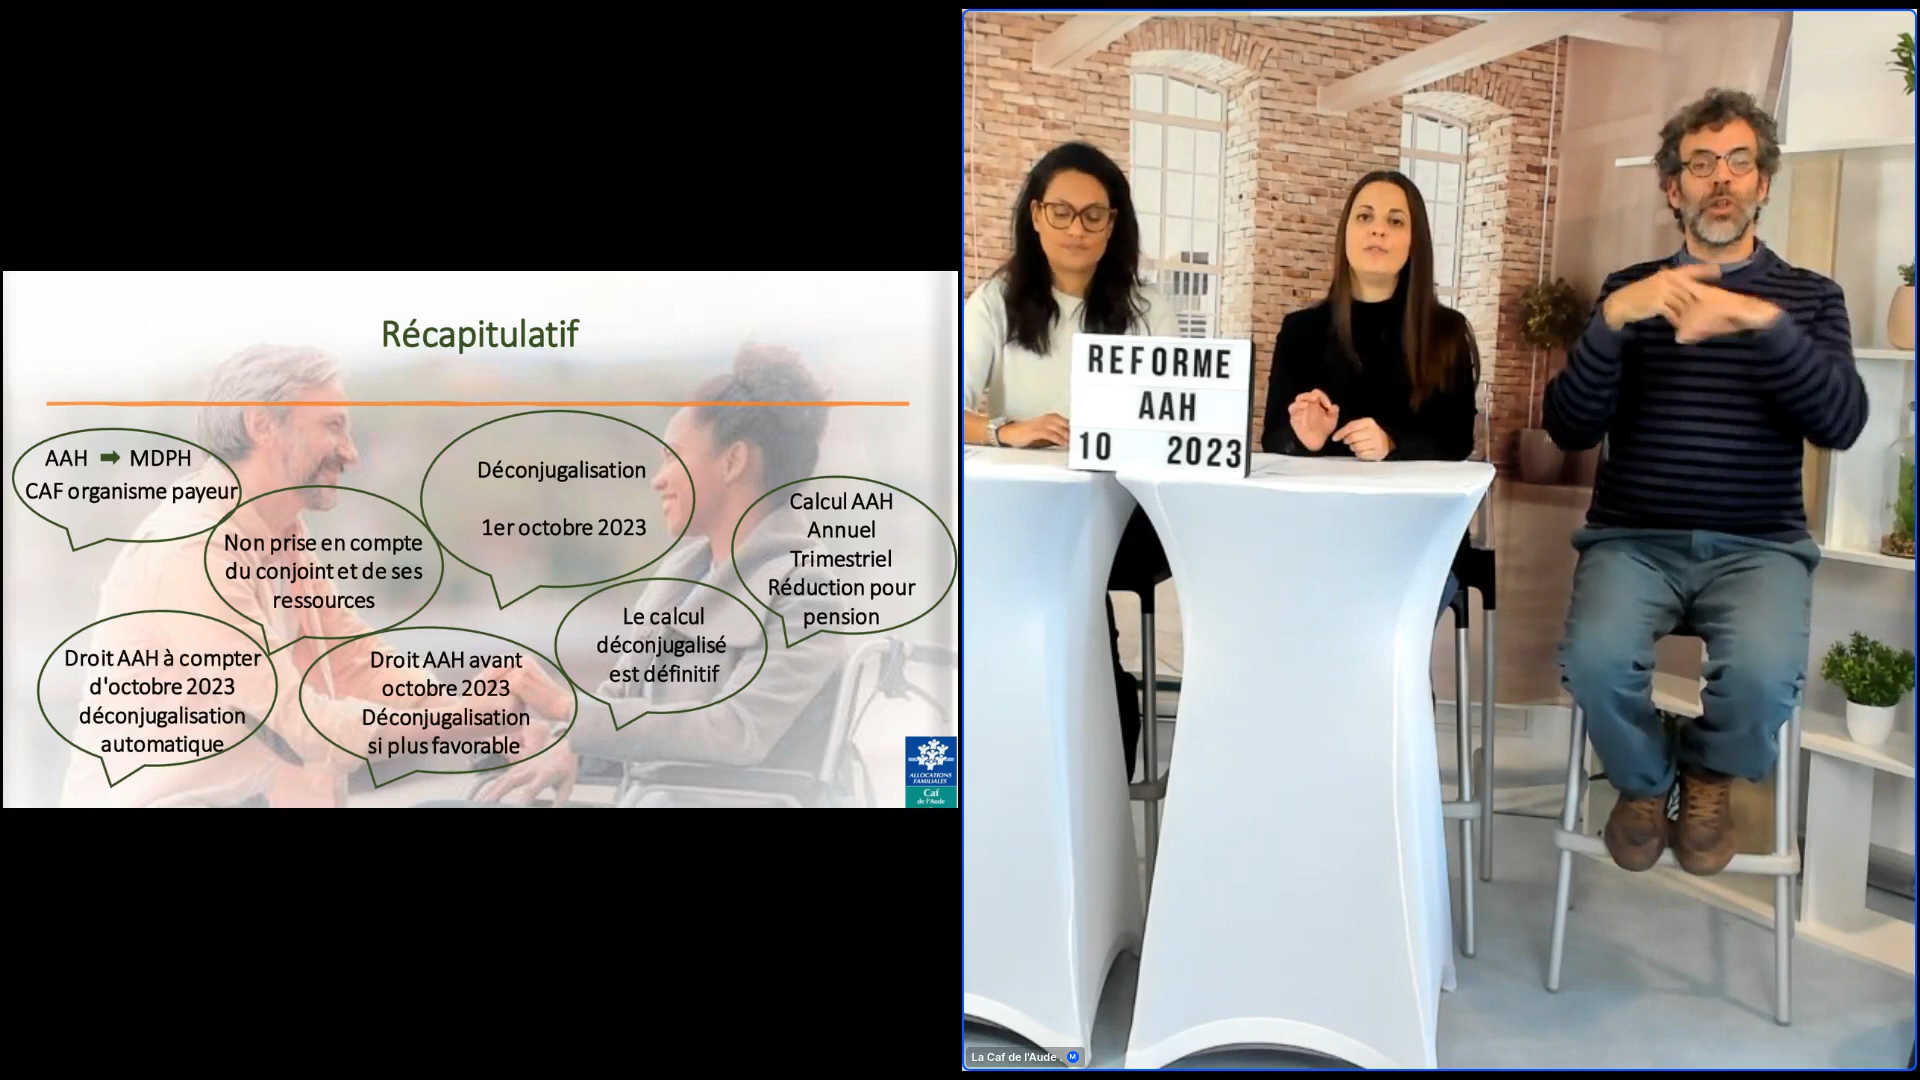 Récapitulatif
AAH ➡ MDPH
CAF organisme payeur
Non prise en compte
du conjoint et de ses
ressources
Déconjugalisation
1er octobre 2023
Calcul AAH
Annuel
Trimestriel
Réduction pour
pension
Droit AAH à compter
d'octobre 2023
déconjugalisation
automatique
Droit AAH avant
octobre 2023
Déconjugalisation
si plus favorable
Le calcul
déconjugalisé
est définitif
ALLOCATIONS
FAMILIALES
Caf
de l'Aude
REFORME
AAH
10 2023
La Caf de l'Aude .
M